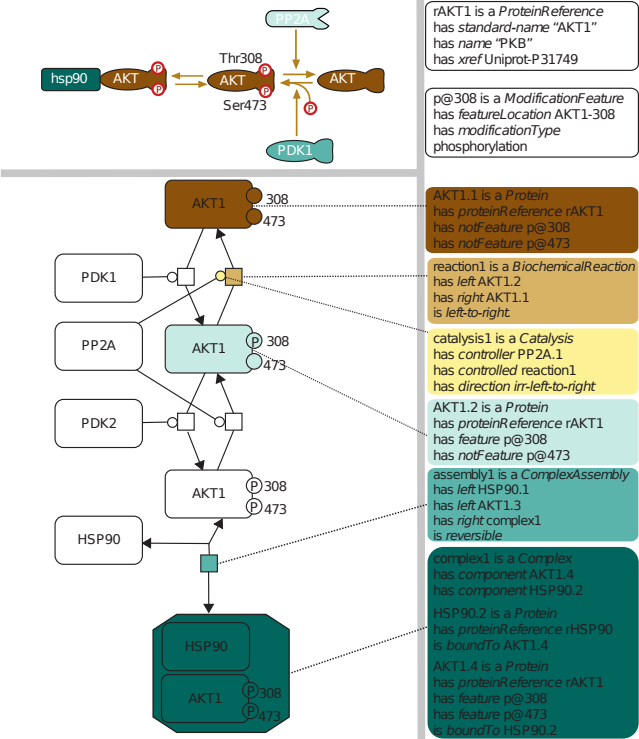 PP2A
Thr308
hsp90
AKT
P
P
AKT
P
P
AKT
Ser473
P
PDK1
rAKT1 is a ProteinReference
has standard-name “AKT1”
has name “PKB”
has xref Uniprot-P31749
p@308 is a ModificationFeature
has featureLocation AKT1-308
has modificationType
phosphorylation
AKT1
308
473
PDK1
PP2A
AKT1
P
308
473
PDK2
AKT1
P
308
P
473
HSP90
HSP90
AKT1
P
308
P
473
AKT1.1 is a Protein
has proteinReference rAKT1
has notFeature p@308
has notFeature p@473
reaction1 is a BiochemicalReaction
has left AKT1.2
has right AKT1.1
is left-to-right.
catalysis1 is a Catalysis
has controller PP2A.1
has controlled reaction1
has direction irr-left-to-right
AKT1.2 is a Protein
has proteinReference rAKT1
has feature p@308
has notFeature p@473
assembly1 is a ComplexAssembly
has left HSP90.1
has left AKT1.3
has right complex1
is reversible
complex1 is a Complex
has component AKT1.4
has component HSP90.2
HSP90.2 is a Protein
has proteinReference rHSP90
is boundTo AKT1.4
AKT1.4 is a Protein
has proteinReference rAKT1
has feature p@308
has feature p@473
is boundTo HSP90.2